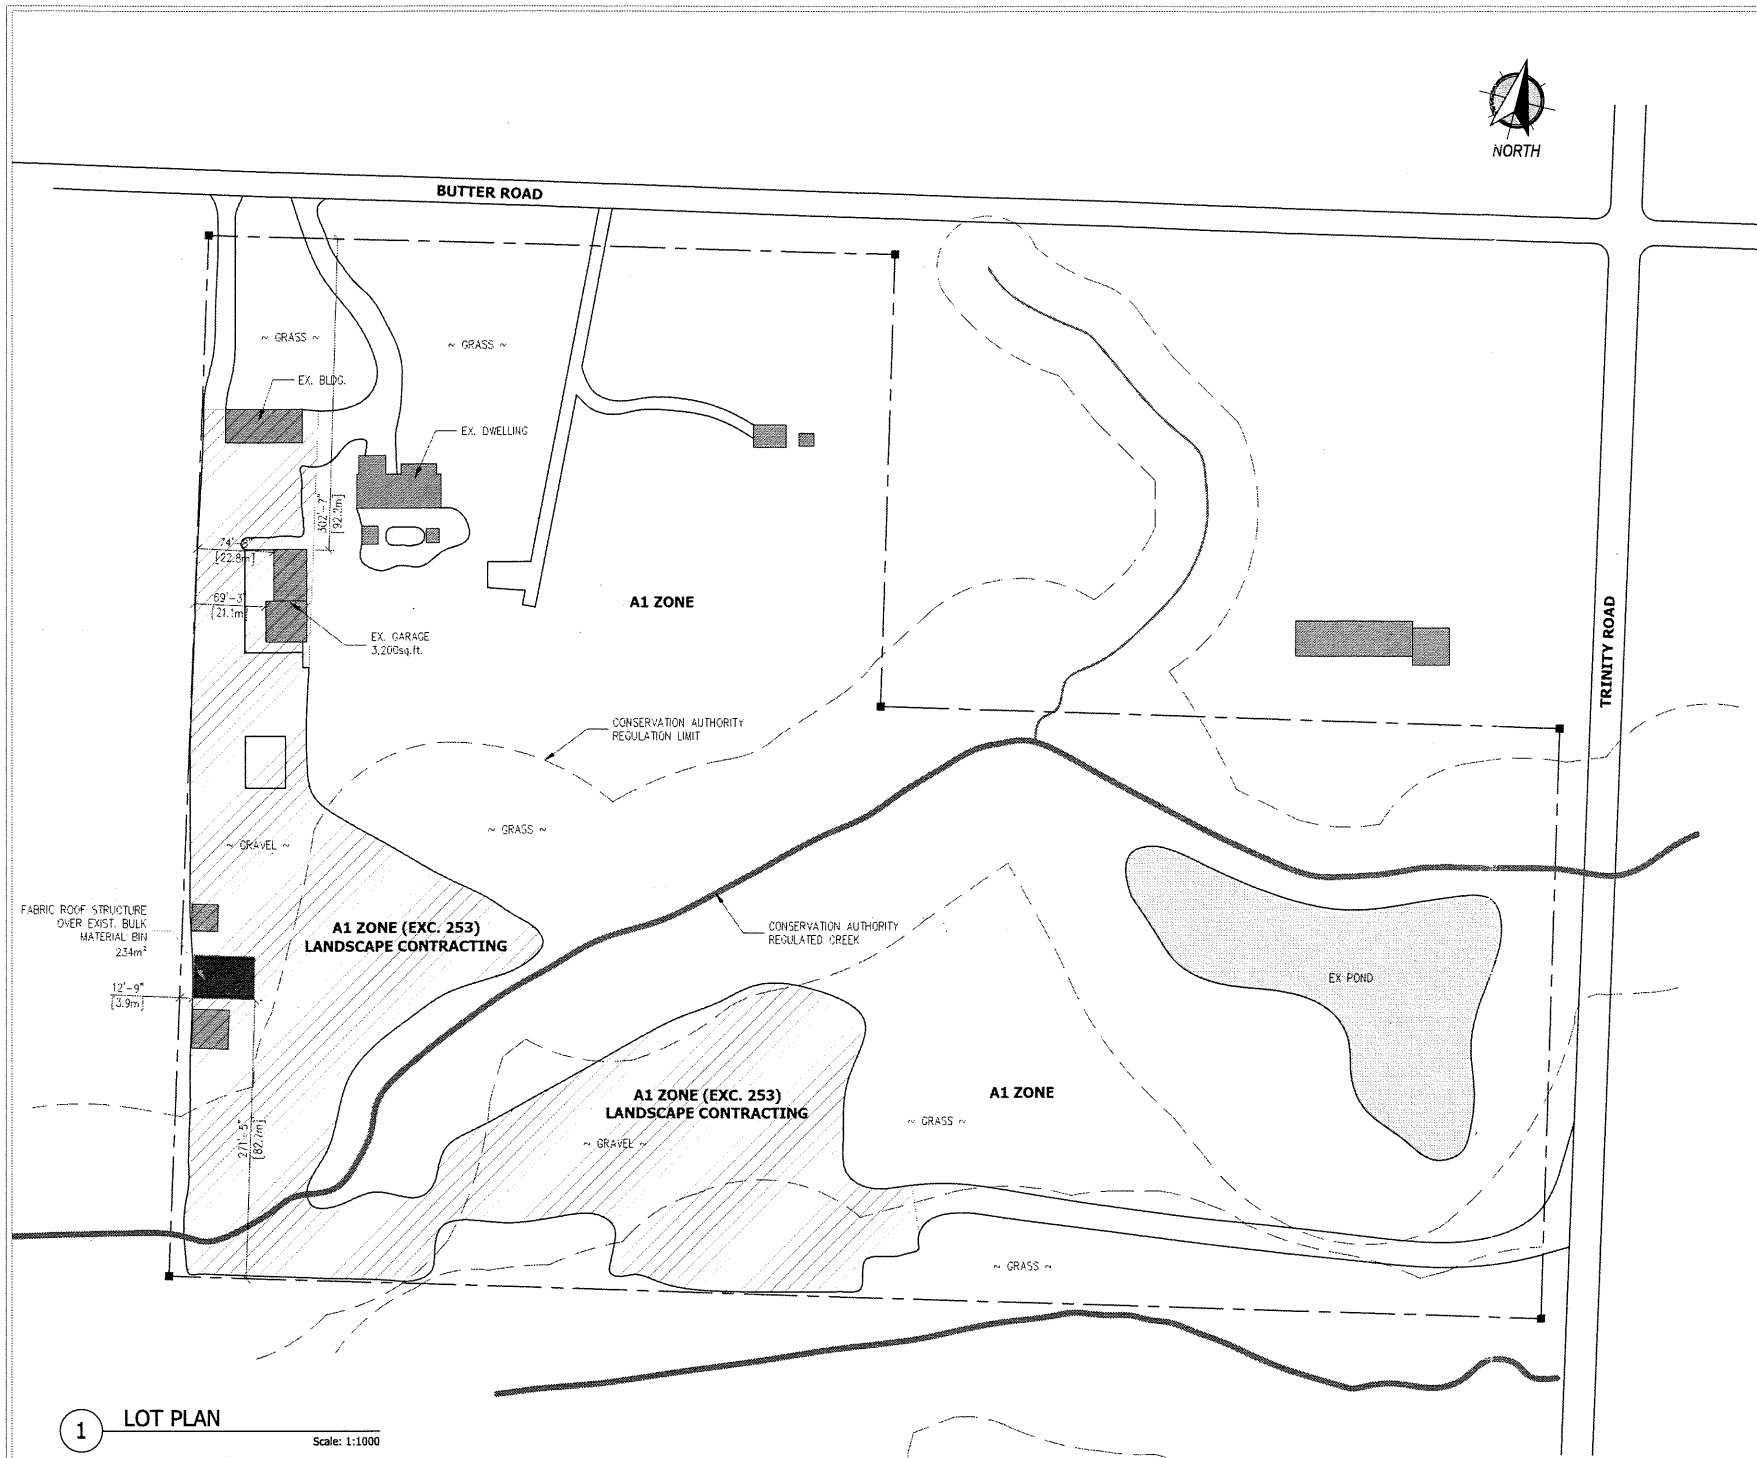 NORTH
BUTTER ROAD
~ GRASS ~
~ GRASS ~
EX. BLDG.
EX. DWELLING
302'-7"
[92.2m]
74'-8"
[22.8m]
69'-3"
[21.1m]
A1 ZONE
EX. GARAGE
3,200sq.ft.
TRINITY ROAD
CONSERVATION AUTHORITY
REGULATION LIMIT
~ GRASS ~
~ GRAVEL ~
FABRIC ROOF STRUCTURE
OVER EXIST. BULK
MATERIAL BIN
234m²
A1 ZONE (EXC. 253)
LANDSCAPE CONTRACTING
CONSERVATION AUTHORITY
REGULATED CREEK
EX POND
12'-9"
[3.9m]
A1 ZONE (EXC. 253)
LANDSCAPE CONTRACTING
A1 ZONE
~ GRASS ~
~ GRAVEL ~
271'-5"
[82.7m]
~ GRASS ~
1
LOT PLAN
Scale: 1:1000